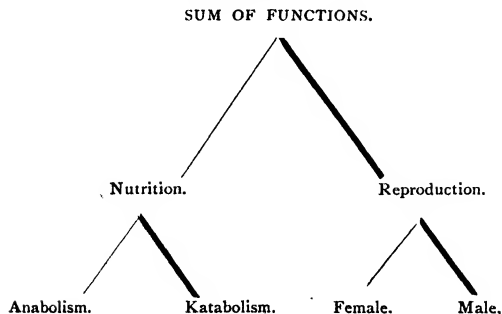 SUM OF FUNCTIONS.
Nutrition. Reproduction.
Anabolism. Katabolism. Female. Male.